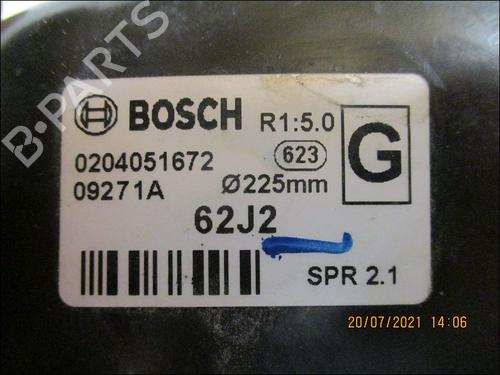 B-PARTS
BOSCH R1:5.0
0204051672 623 G
09271A Ø225mm
62J2
SPR 2.1
20/07/2021 14:06